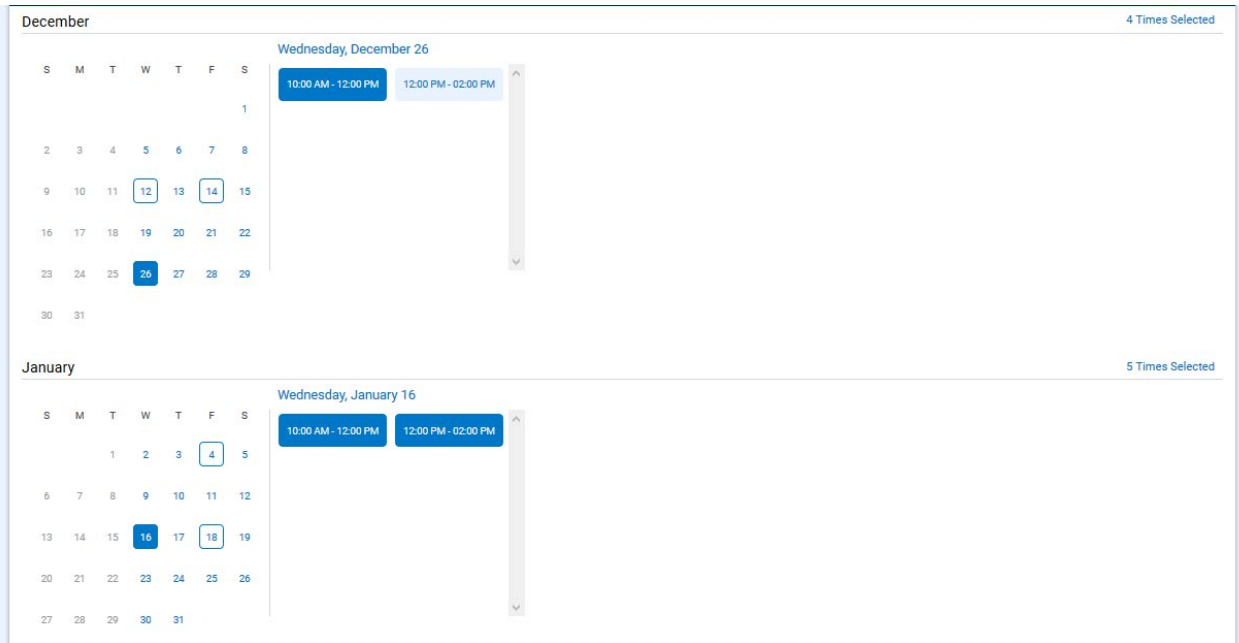 December
4 Times Selected
Wednesday, December 26
S M T W T F S
10:00 AM - 12:00 PM
12:00 PM - 02:00 PM
1
2 3 4 5 6 7 8
9 10 11 12 13 14 15
16 17 18 19 20 21 22
23 24 25 26 27 28 29
30 31
January
5 Times Selected
Wednesday, January 16
S M T W T F S
10:00 AM - 12:00 PM
12:00 PM - 02:00 PM
1 2 3 4 5
6 7 8 9 10 11 12
13 14 15 16 17 18 19
20 21 22 23 24 25 26
27 28 29 30 31